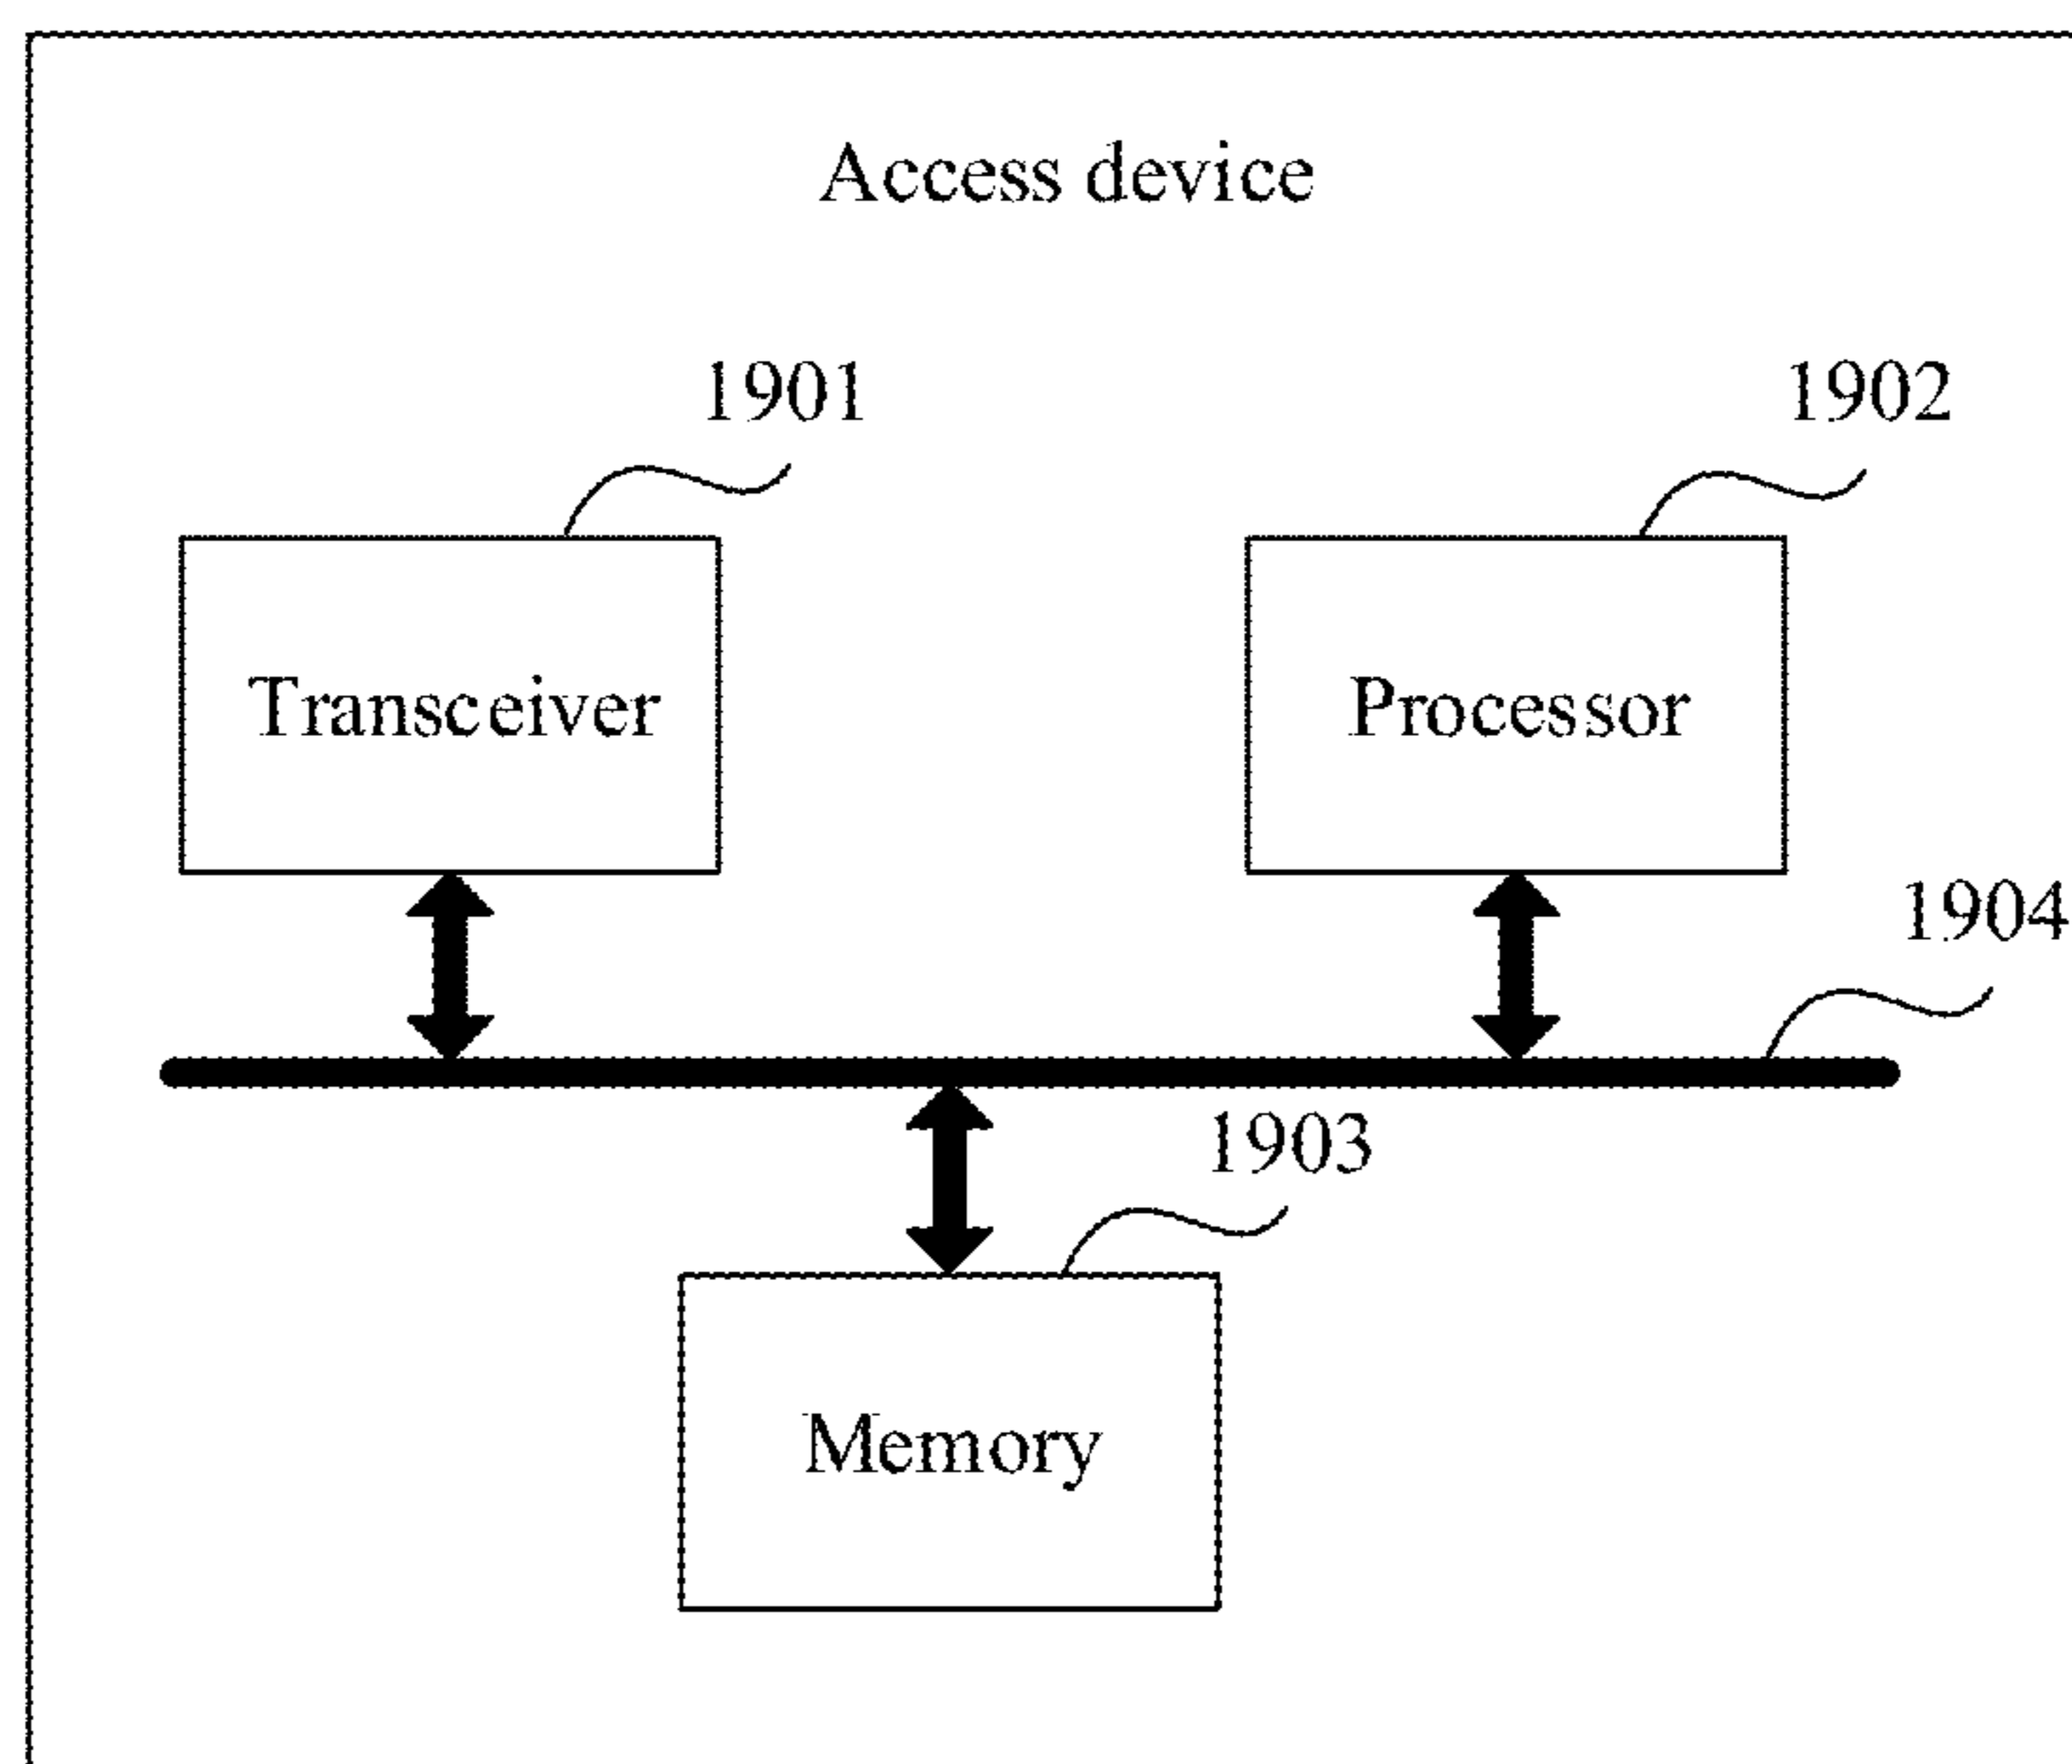 Access device
1901
1902
Transceiver
Processor
1904
1903
Memory